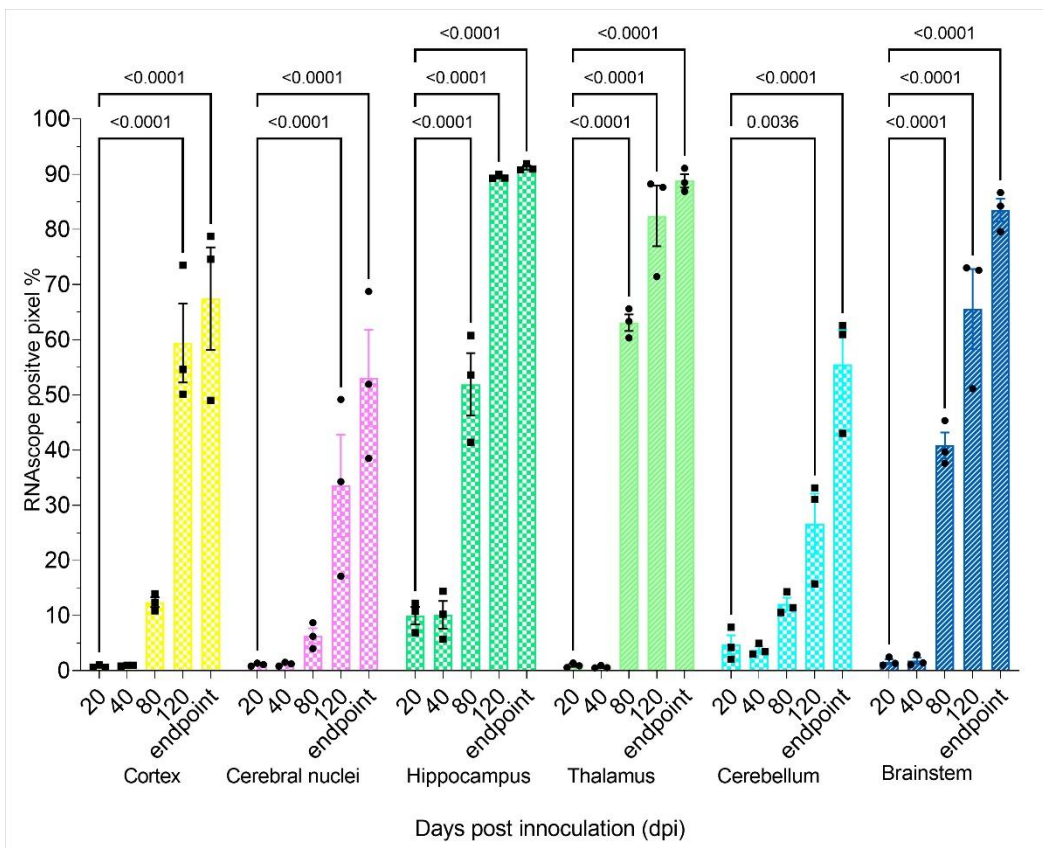 <0.0001 <0.0001
<0.0001 <0.0001 <0.0001 <0.0001 <0.0001 <0.0001
<0.0001 <0.0001 <0.0001 0.0036 <0.0001
100
90
80
70
60
50
40
30
20
10
0
RNAscope positve pixel %
<0.0001
20 40 80 120 endpoint 20 40 80 120 endpoint 20 40 80 120 endpoint 20 40 80 120 endpoint 20 40 80 120 endpoint 20 40 80 120 endpoint
Cortex Cerebral nuclei Hippocampus Thalamus Cerebellum Brainstem
Days post innoculation (dpi)